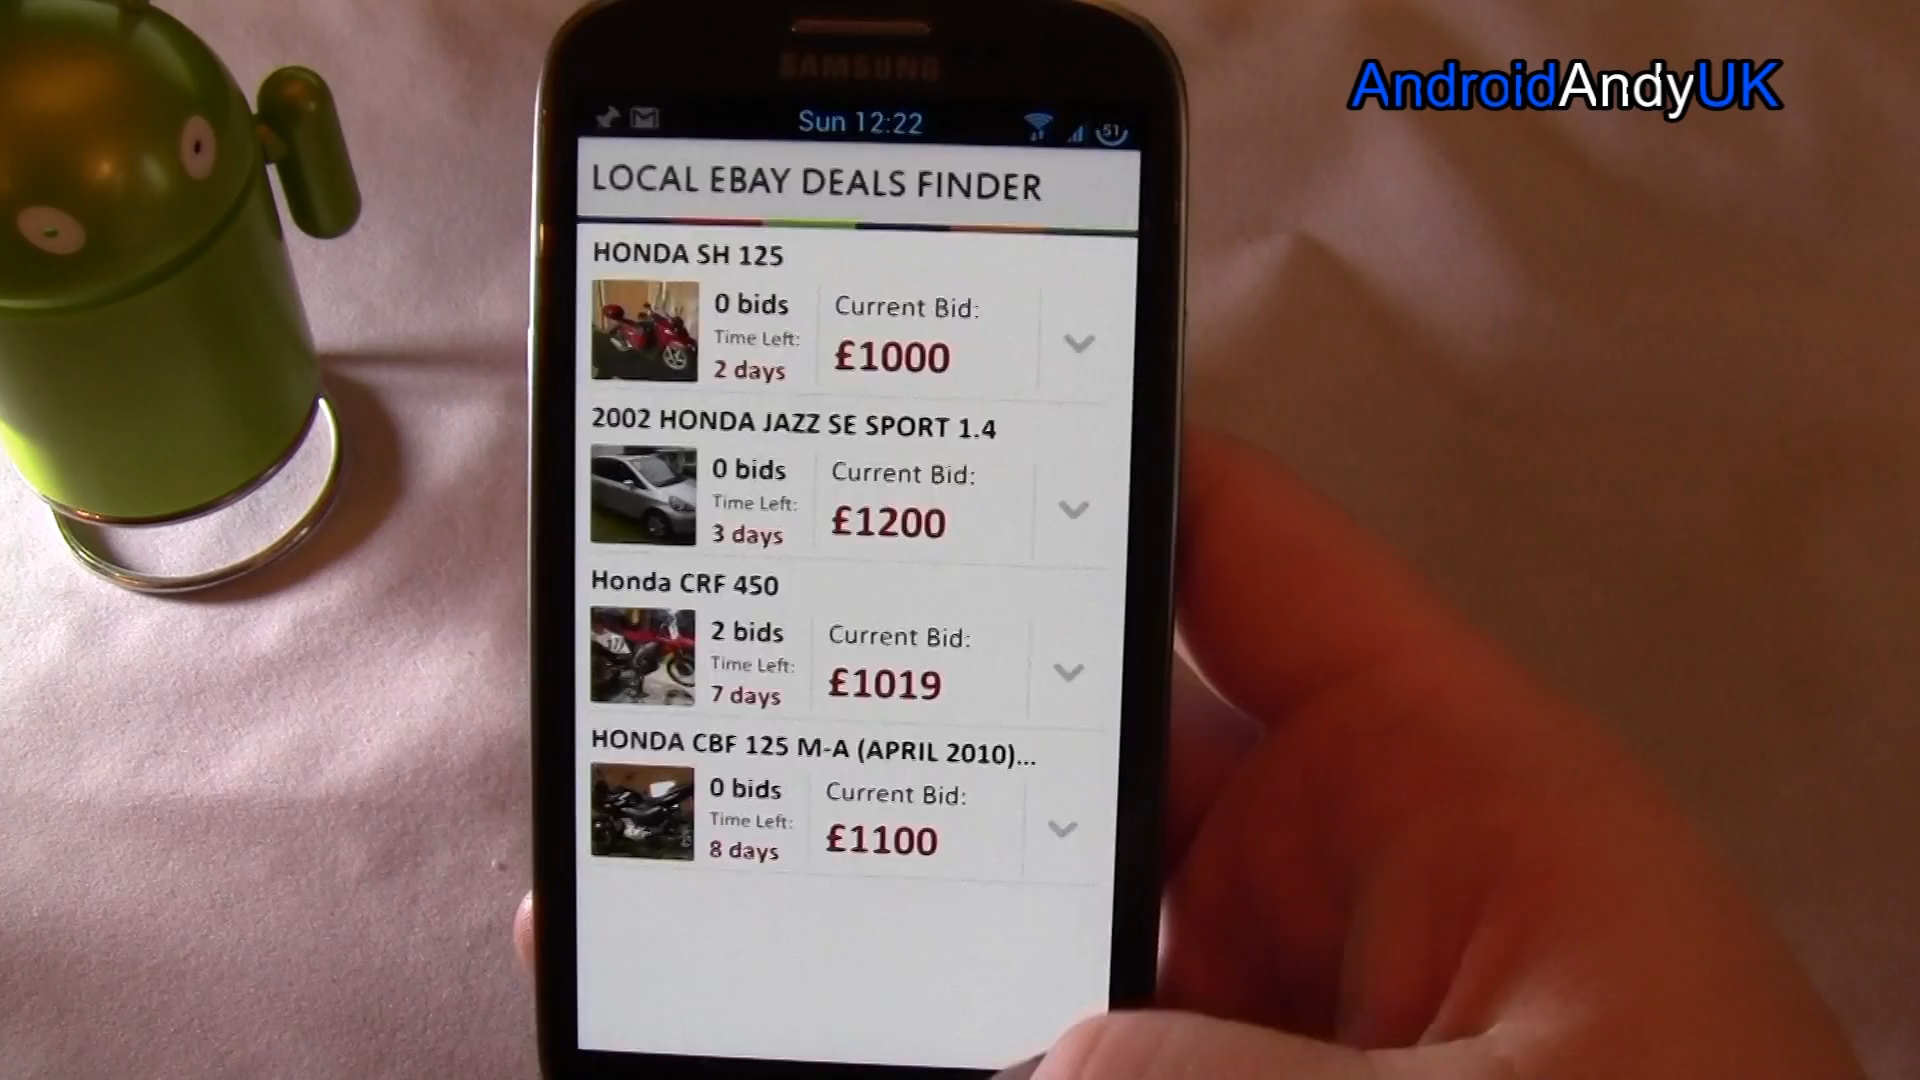 AndroidAndyUK
SAMSUNG
Sun 12:22
51
LOCAL EBAY DEALS FINDER
HONDA SH 125
0 bids
Current Bid:
Time Left:
£1000
2 days
2002 HONDA JAZZ SE SPORT 1.4
0 bids
Current Bid:
Time Left:
£1200
3 days
Honda CRF 450
2 bids
Current Bid:
Time Left:
£1019
7 days
HONDA CBF 125 M-A (APRIL 2010)...
0 bids
Current Bid:
Time Left:
£1100
8 days